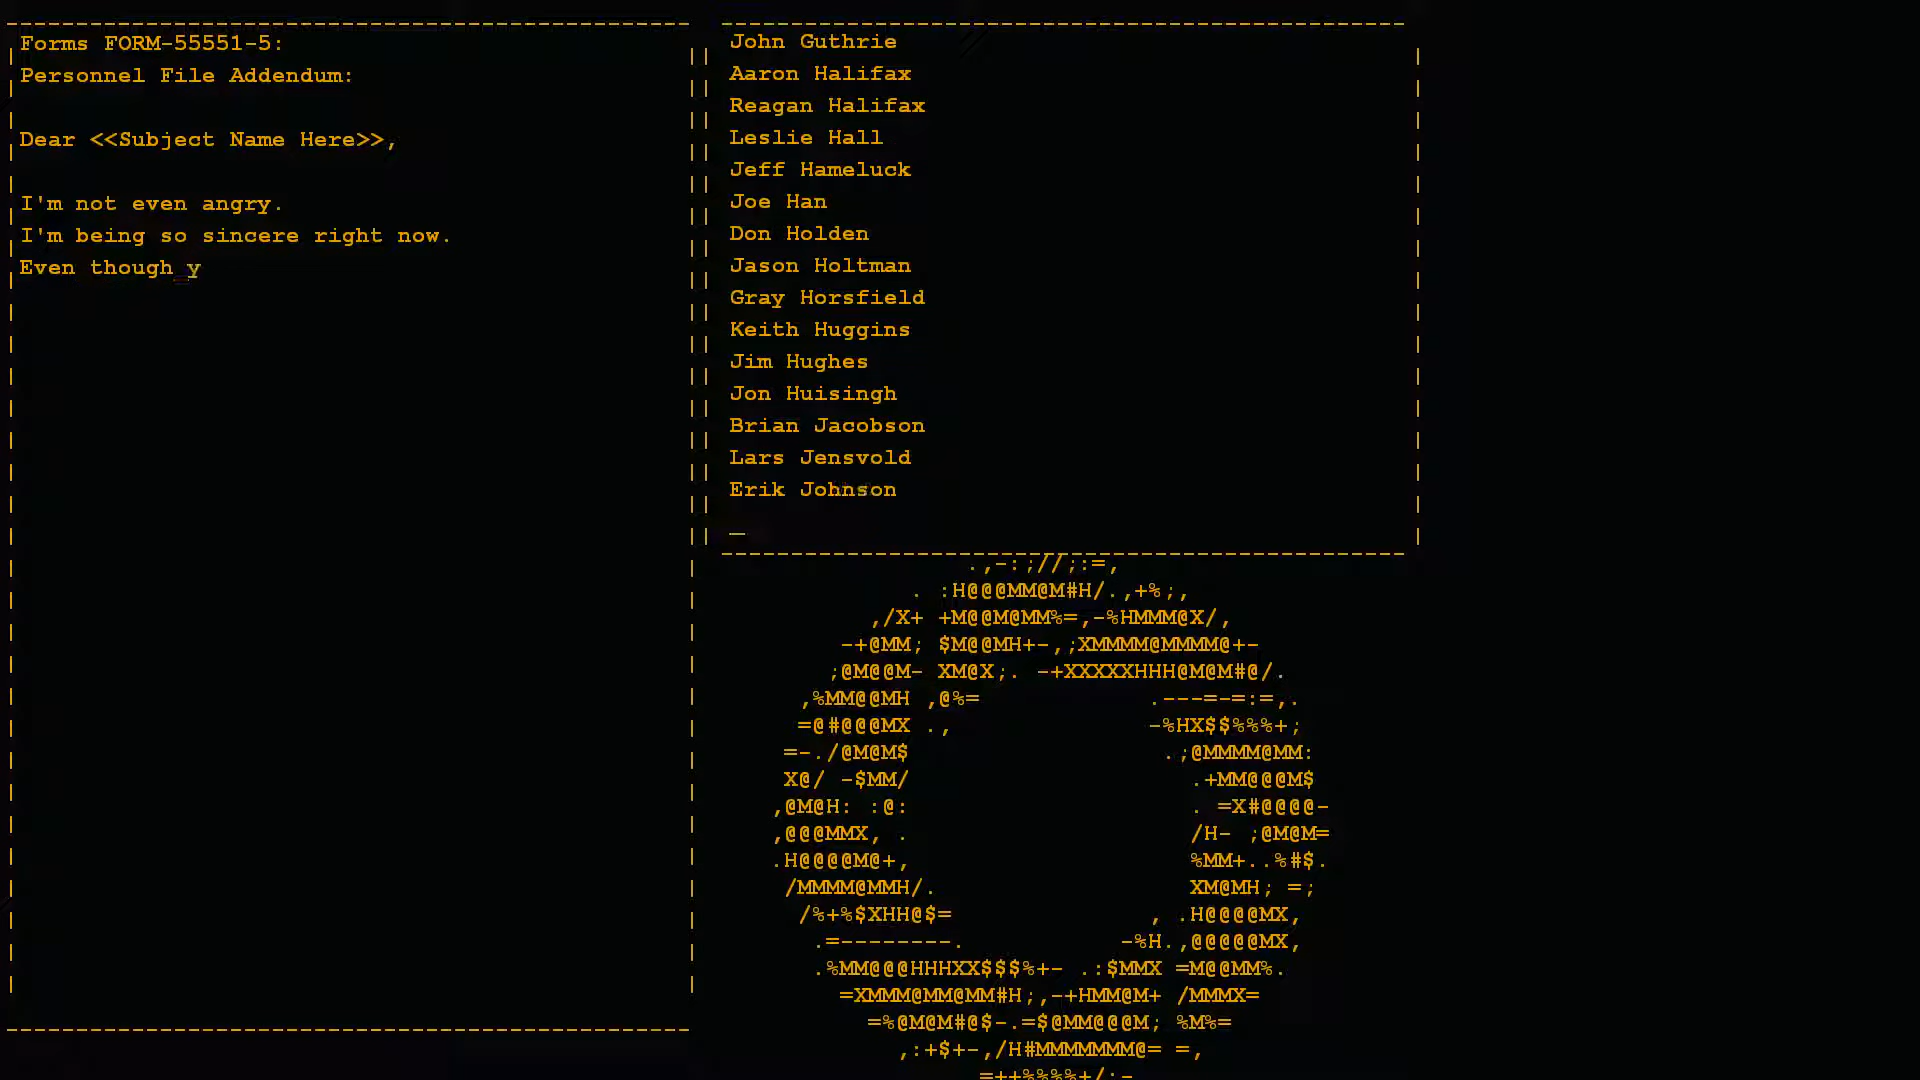 Forms FORM-55551-5:
Personnel File Addendum:
Dear <<Subject Name Here>>,
I'm not even angry.
I'm being so sincere right now.
Even though y
John Guthrie
Aaron Halifax
Reagan Halifax
Leslie Hall
Jeff Hameluck
Joe Han
Don Holden
Jason Holtman
Gray Horsfield
Keith Huggins
Jim Hughes
Jon Huisingh
Brian Jacobson
Lars Jensvold
Erik Johnson